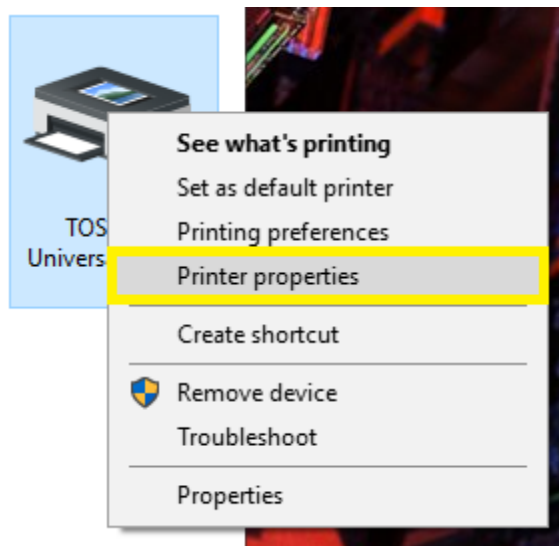 See what's printing
Set as default printer
TOS
Printing preferences
Univers
Printer properties
Create shortcut
Remove device
Troubleshoot
Properties